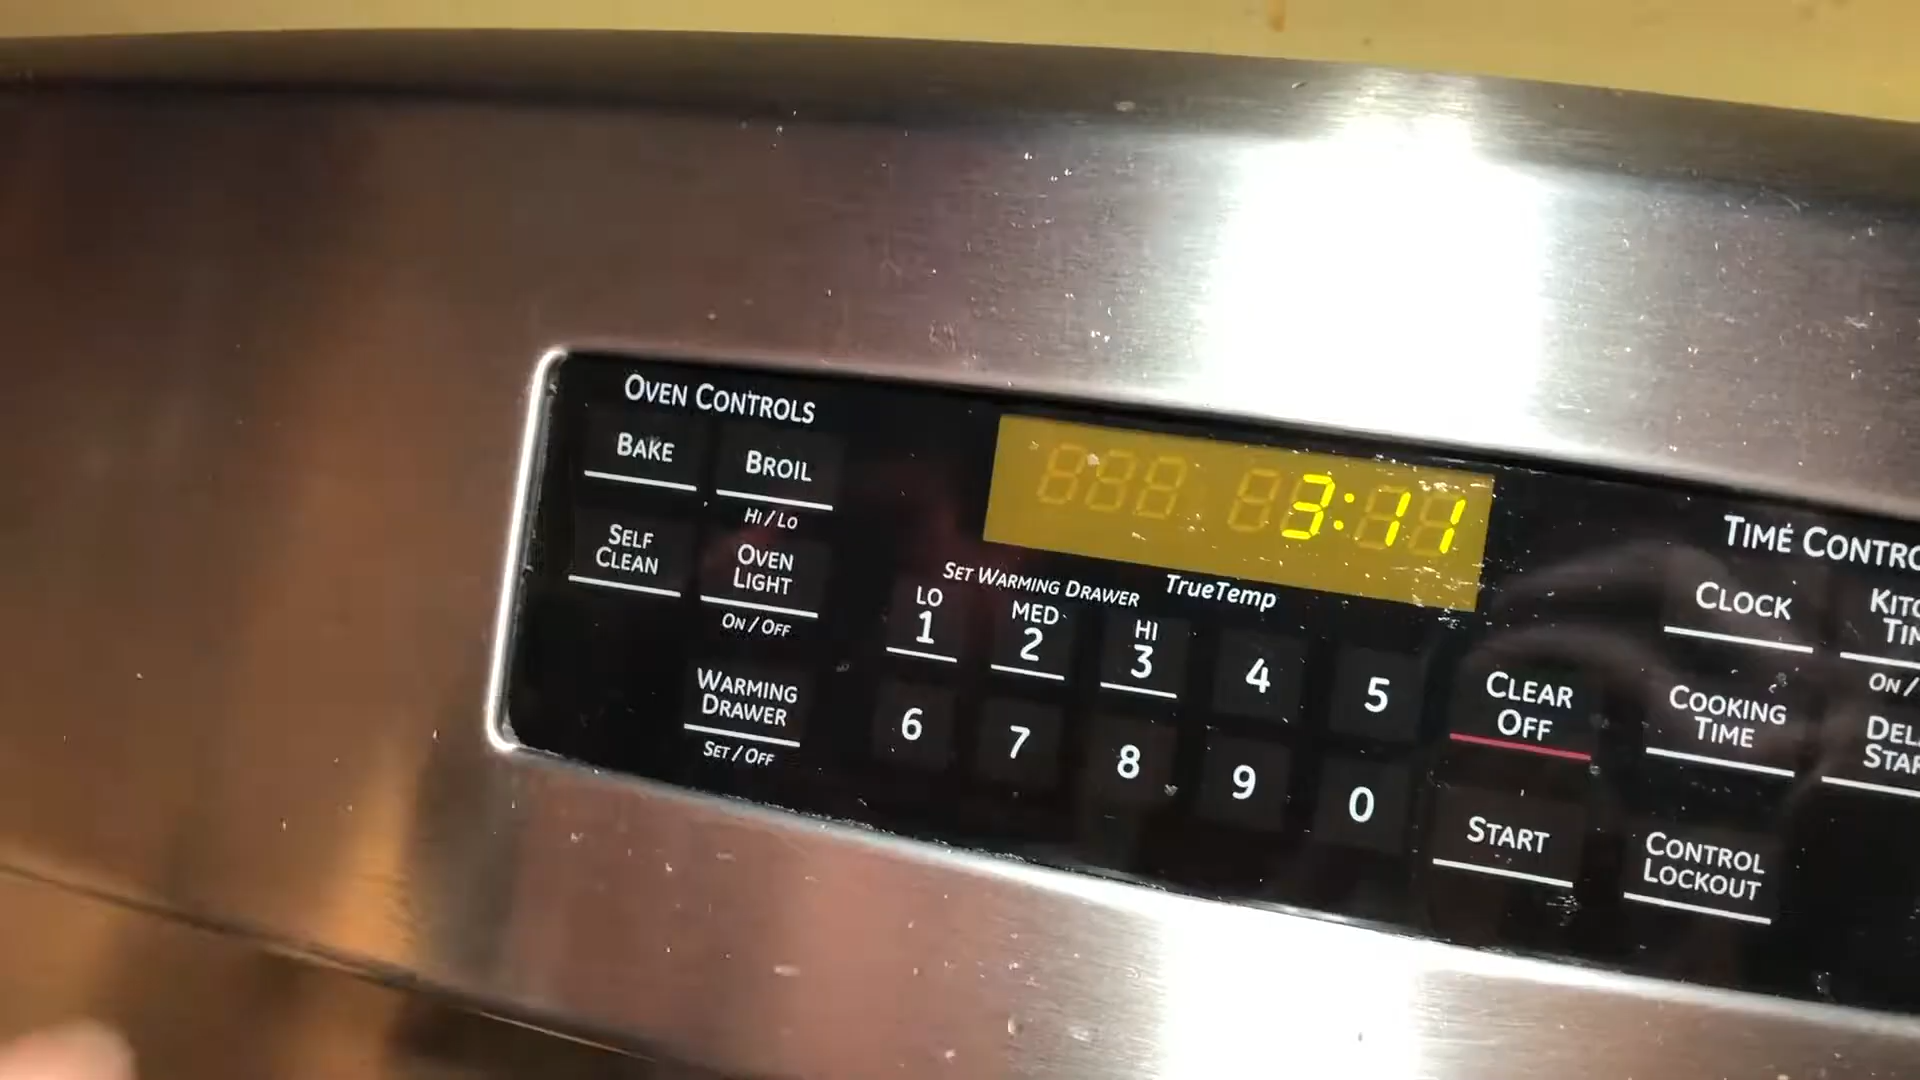 OVEN CONTROLS
BAKE
BROIL
HI / LO
SELF
CLEAN
OVEN
LIGHT
ON / OFF
WARMING
DRAWER
SET / OFF
3:11
SET WARMING DRAWER
TrueTemp
LO
1
MED
2
HI
3
4
5
6
7
8
9
0
CLEAR
OFF
START
TIME
CLOCK
ON /
COOKING
TIME
CONTROL
LOCKOUT